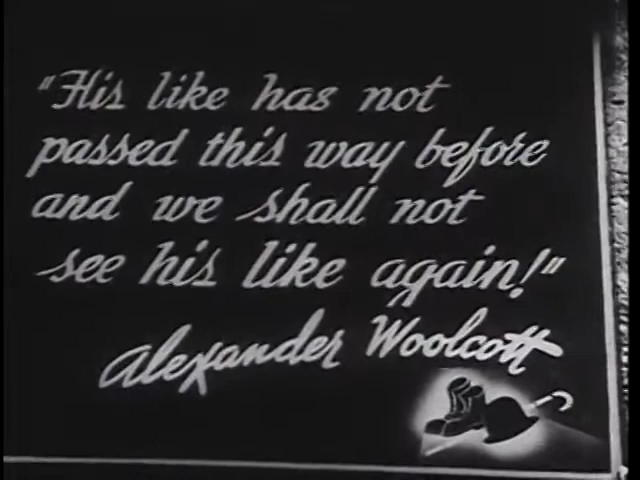 "His like has not
passed this way before
and we shall not
see his like again!"
Alexander Woolcott